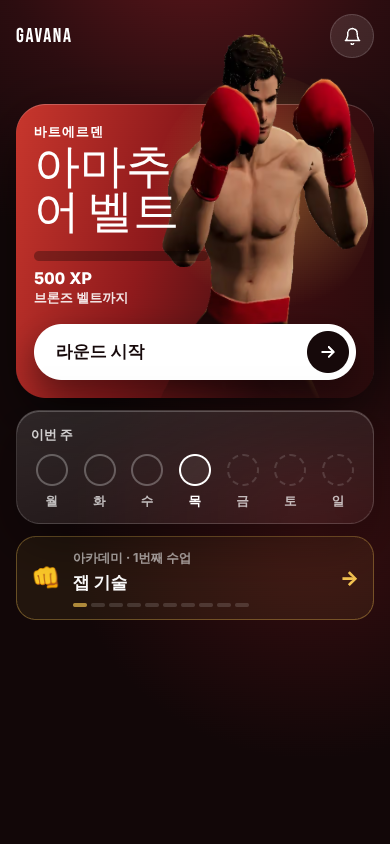 GAVANA
바트에르덴
아마추
어 벨트
500 XP
브론즈 벨트까지
라운드 시작
이번 주
월 화 수 목 금 토 일
아카데미 · 1번째 수업
잽 기술